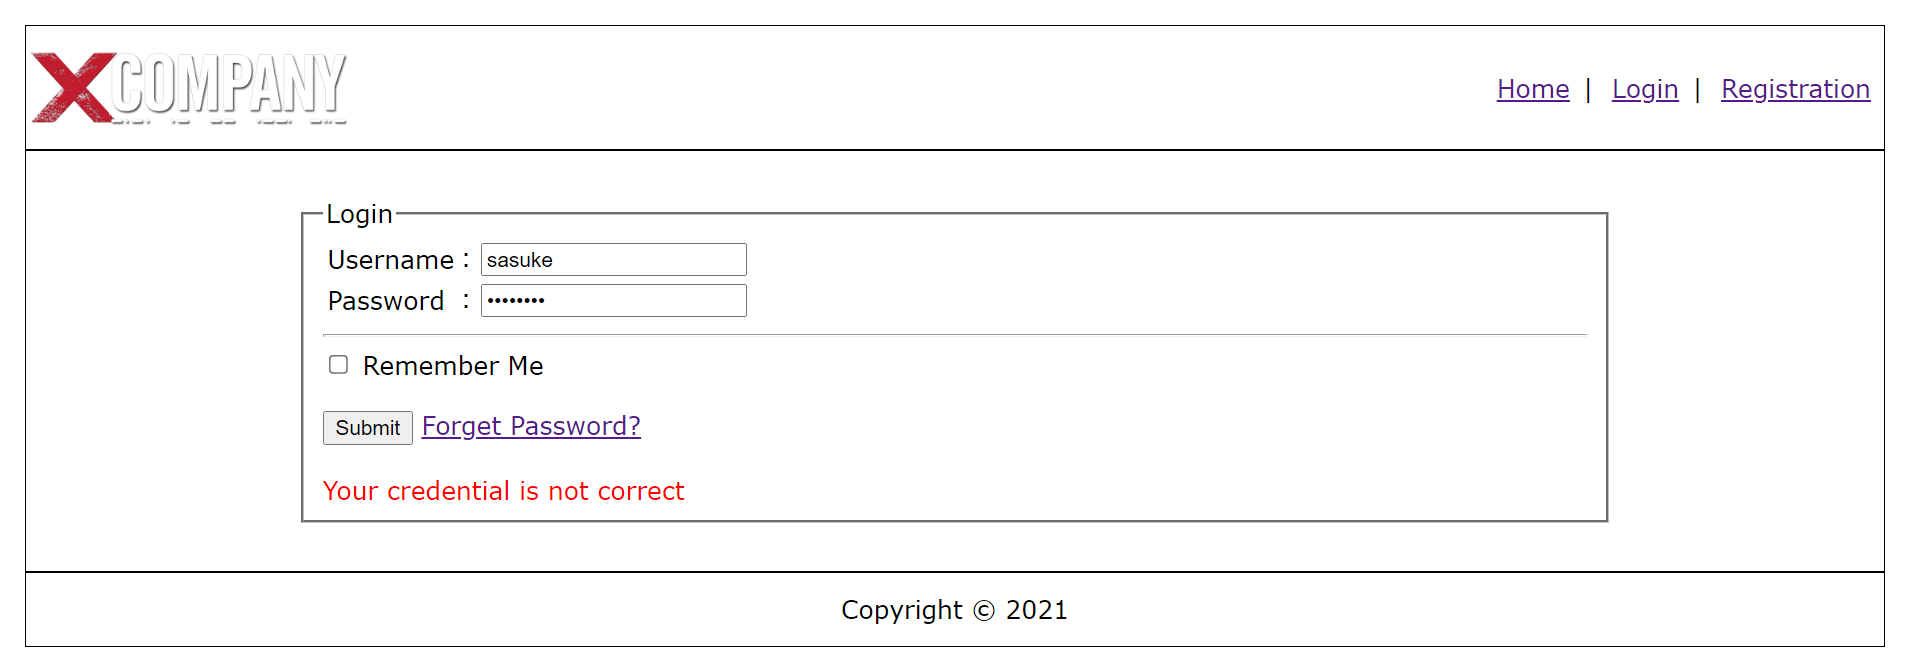 XCOMPANY
Home | Login | Registration
Login
Username : sasuke
Password : ••••••••
Remember Me
Submit Forget Password?
Your credential is not correct
Copyright © 2021